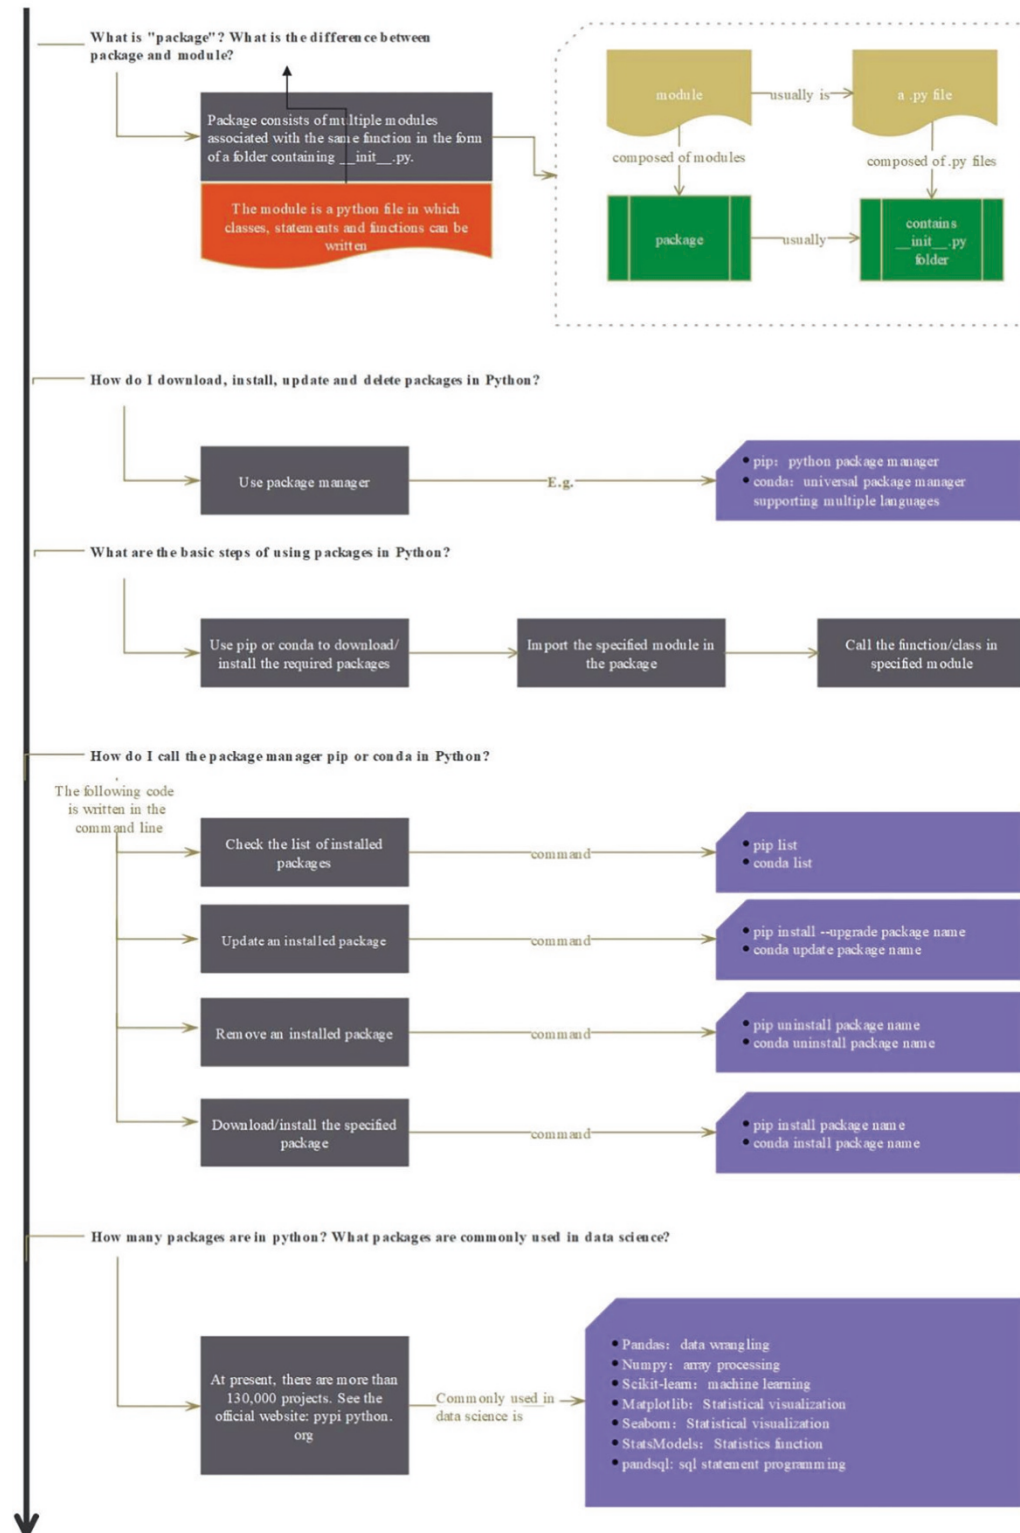 What is "package"? What is the difference between
package and module?
Package consists of multiple modules
associated with the same function in the form
of a folder containing __init__.py.
The module is a python file in which
classes, statements and functions can be
written
module
usually is
a .py file
composed of modules
composed of .py files
package
usually
contains
__init__.py
folder
How do I download, install, update and delete packages in Python?
Use package manager
E.g.
pip: python package manager
conda: universal package manager
supporting multiple languages
What are the basic steps of using packages in Python?
Use pip or conda to download/
install the required packages
Import the specified module in
the package
Call the function/class in
specified module
How do I call the package manager pip or conda in Python?
The following code
is written in the
command line
Check the list of installed
packages
command
pip list
conda list
Update an installed package
command
pip install --upgrade package name
conda update package name
Remove an installed package
command
pip uninstall package name
conda uninstall package name
Download/install the specified
package
command
pip install package name
conda install package name
How many packages are in python? What packages are commonly used in data science?
At present, there are more than
130,000 projects. See the
official website: pypi python.
org
Commonly used in
data science is
Pandas: data wrangling
Numpy: array processing
Scikit-learn: machine learning
Matplotlib: Statistical visualization
Seaborn: Statistical visualization
StatsModels: Statistics function
pandsql: sql statement programming